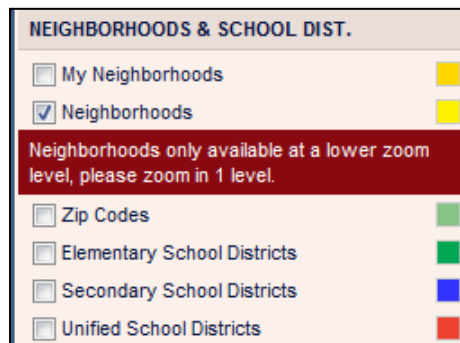 NEIGHBORHOODS & SCHOOL DIST.
My Neighborhoods
Neighborhoods
Neighborhoods only available at a lower zoom
level, please zoom in 1 level.
Zip Codes
Elementary School Districts
Secondary School Districts
Unified School Districts